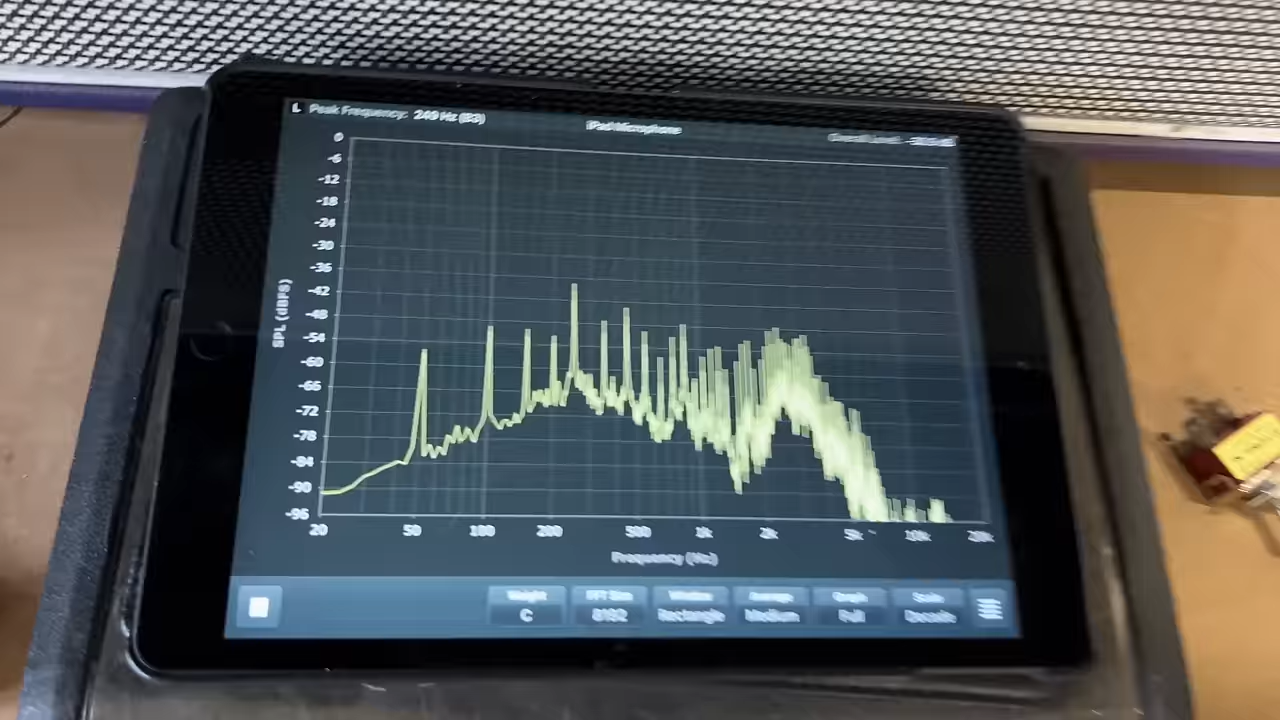 L Peak Frequency: 249 Hz (B3)
iPad Microphone
Overall Level:
0
-6
-12
-18
-24
-30
-36
-42
-48
-54
-60
-66
-72
-78
-84
-90
-96
SPL (dBFS)
20 50 100 200 500 1k 2k 5k 10k 20k
Frequency (Hz)
Weight FFT Size Window Average Graph Scale
C 8192 Rectangle Medium Full Decade